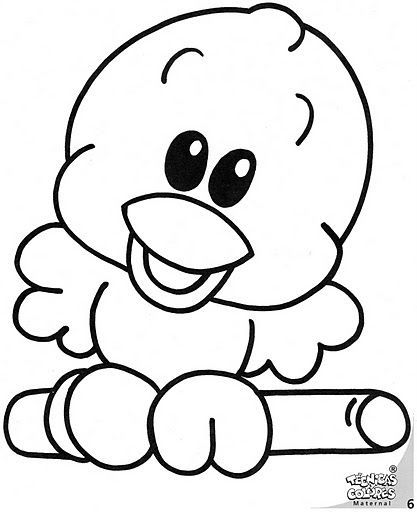 TÉCNICAS ®
COLORES
Maternal
6